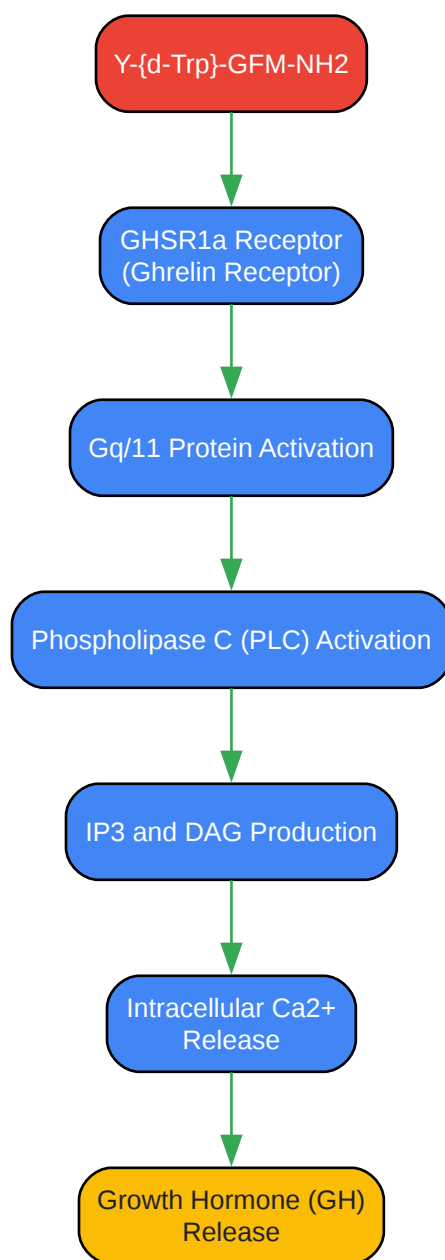 Y-{d-Trp}-GFM-NH2
GHSR1a Receptor
(Ghrelin Receptor)
Gq/11 Protein Activation
Phospholipase C (PLC) Activation
IP3 and DAG Production
Intracellular Ca2+
Release
Growth Hormone (GH)
Release